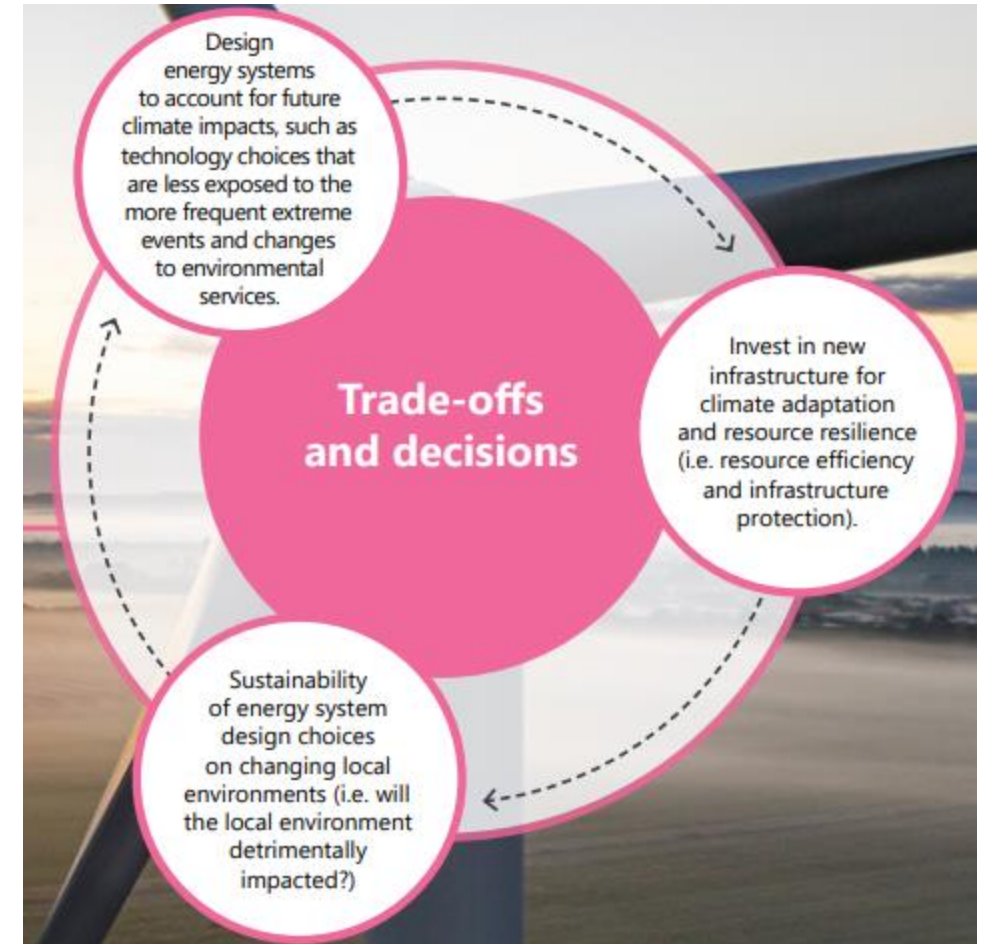 Design
energy systems
to account for future
climate impacts, such as
technology choices that
are less exposed to the
more frequent extreme
events and changes
to environmental
services.
Trade-offs
and decisions
Invest in new
infrastructure for
climate adaptation
and resource resilience
(i.e. resource efficiency
and infrastructure
protection).
Sustainability
of energy system
design choices
on changing local
environments (i.e. will
the local environment
detrimentally
impacted?)